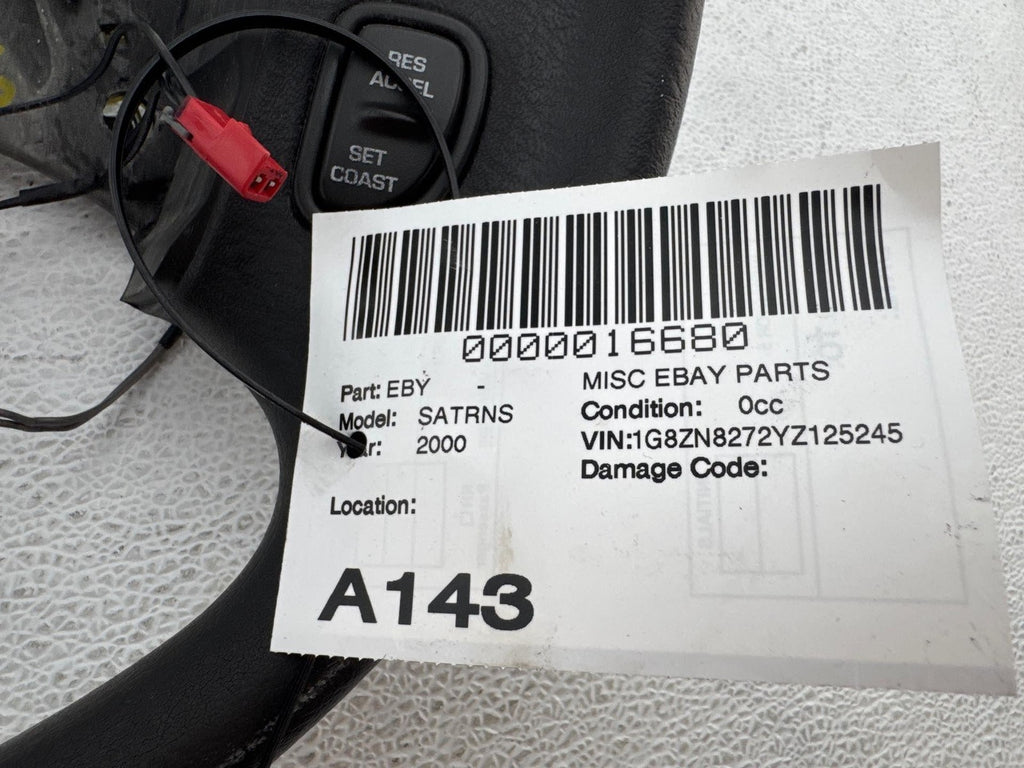 RES
ACCEL
SET
COAST
0000016680
Part: EBY - MISC EBAY PARTS
Model: SATRNS Condition: 0cc
Year: 2000 VIN:1G8ZN8272YZ125245
Damage Code:
Location:
A143